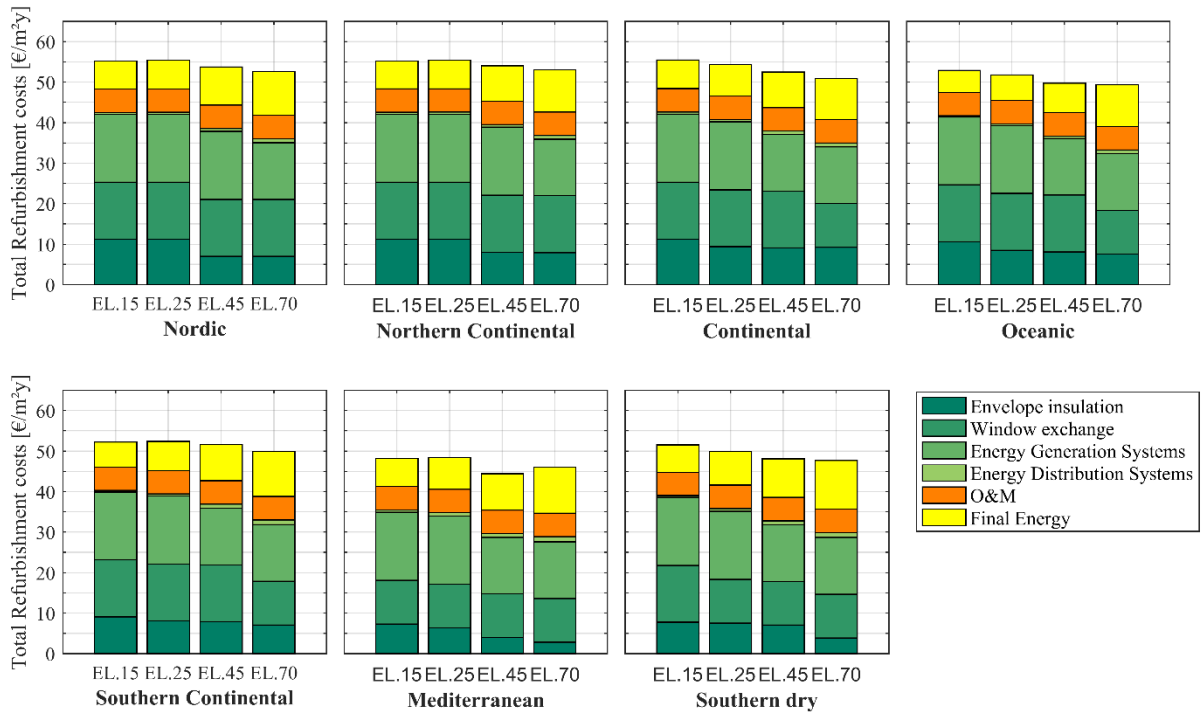 Total Refurbishment costs [€/m²y]
60
50
40
30
20
10
0
EL.15 EL.25 EL.45 EL.70
Nordic
EL.15 EL.25 EL.45 EL.70
Northern Continental
EL.15 EL.25 EL.45 EL.70
Continental
EL.15 EL.25 EL.45 EL.70
Oceanic
Total Refurbishment costs [€/m²y]
60
50
40
30
20
10
0
EL.15 EL.25 EL.45 EL.70
Southern Continental
EL.15 EL.25 EL.45 EL.70
Mediterranean
EL.15 EL.25 EL.45 EL.70
Southern dry
Envelope insulation
Window exchange
Energy Generation Systems
Energy Distribution Systems
O&M
Final Energy